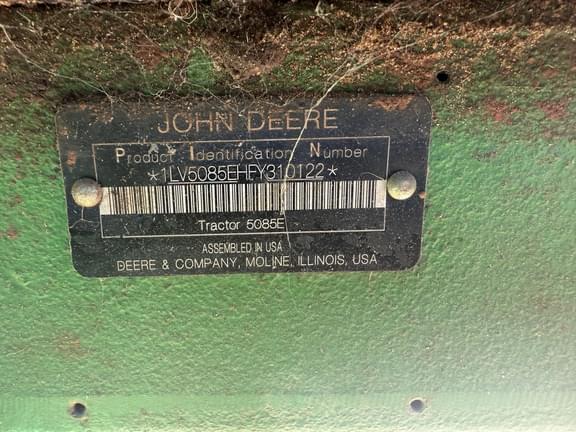 JOHN DEERE
Product Identification Number
*1LV5085EHFY310122*
Tractor 5085E
ASSEMBLED IN USA
DEERE & COMPANY, MOLINE, ILLINOIS, USA